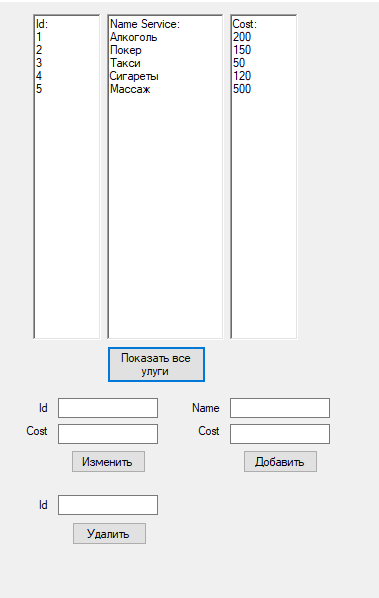 Id: Name Service: Cost:
1 Алкоголь 200
2 Покер 150
3 Такси 50
4 Сигареты 120
5 Массаж 500
Показать все
улуги
Id Name
Cost Cost
Изменить Добавить
Id
Удалить